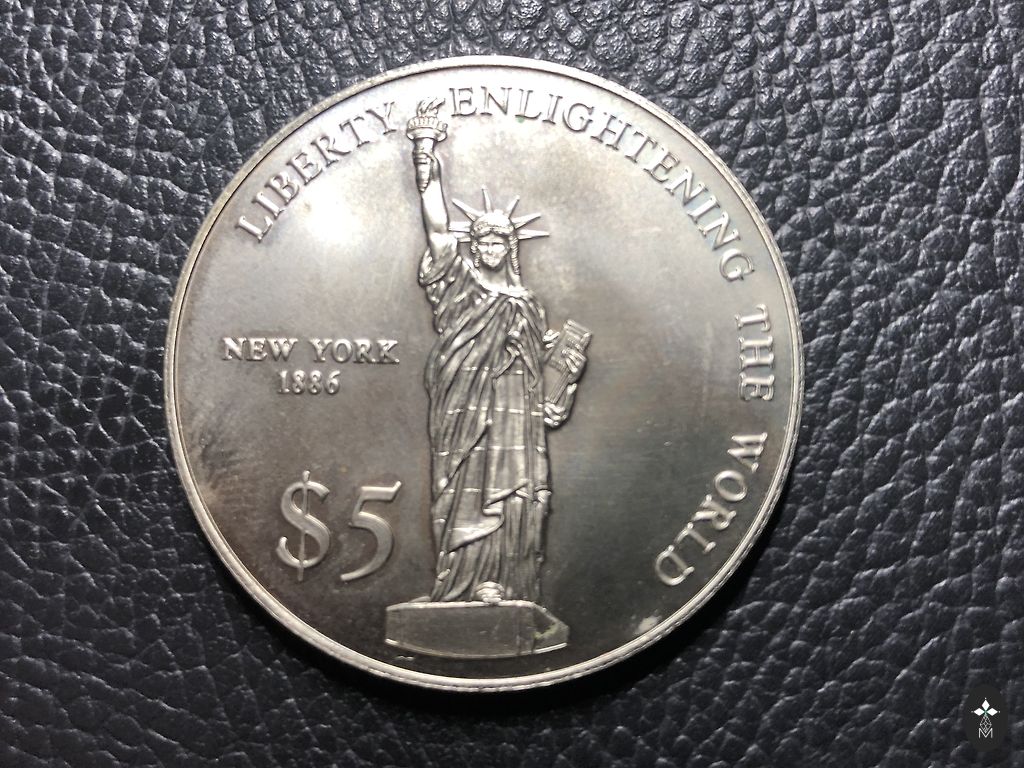 LIBERTY ENLIGHTENING THE WORLD
NEW YORK
1886
$5
M